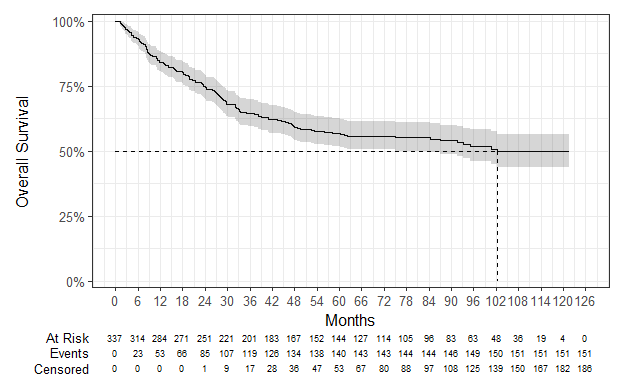 100%
75%
50%
25%
0%
Overall Survival
0 6 12 18 24 30 36 42 48 54 60 66 72 78 84 90 96 102 108 114 120 126
Months
At Risk 337 314 284 271 251 221 201 183 167 152 144 127 114 105 96 83 63 48 36 19 4 0
Events 0 23 53 66 85 107 119 126 134 138 140 143 143 144 144 146 149 150 151 151 151 151
Censored 0 0 0 0 1 9 17 28 36 47 53 67 80 88 97 108 125 139 150 167 182 186